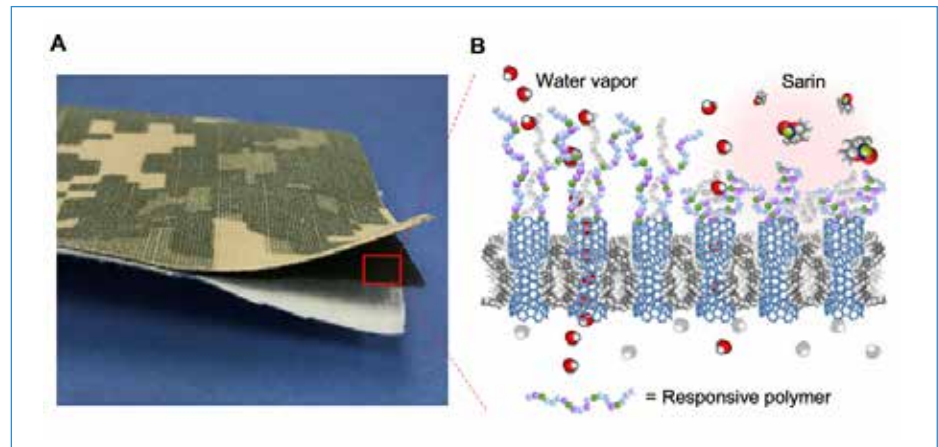 A
B
Water vapor
Sarin
= Responsive polymer